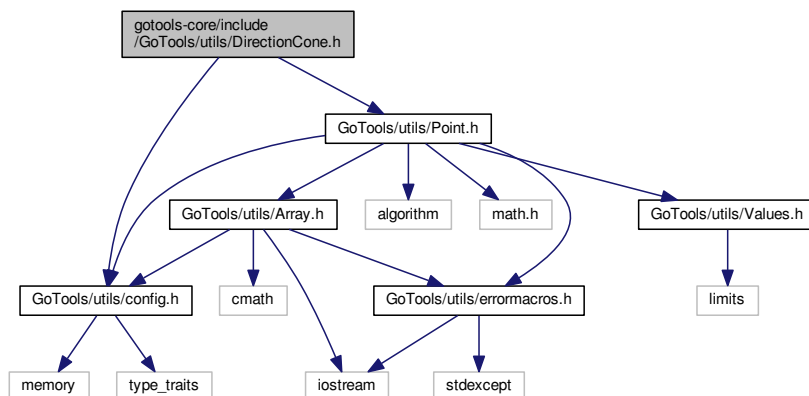 gotools-core/include
/GoTools/utils/DirectionCone.h
GoTools/utils/Point.h
GoTools/utils/Array.h
algorithm
math.h
GoTools/utils/Values.h
GoTools/utils/config.h
cmath
GoTools/utils/errormacros.h
limits
memory
type_traits
iostream
stdexcept